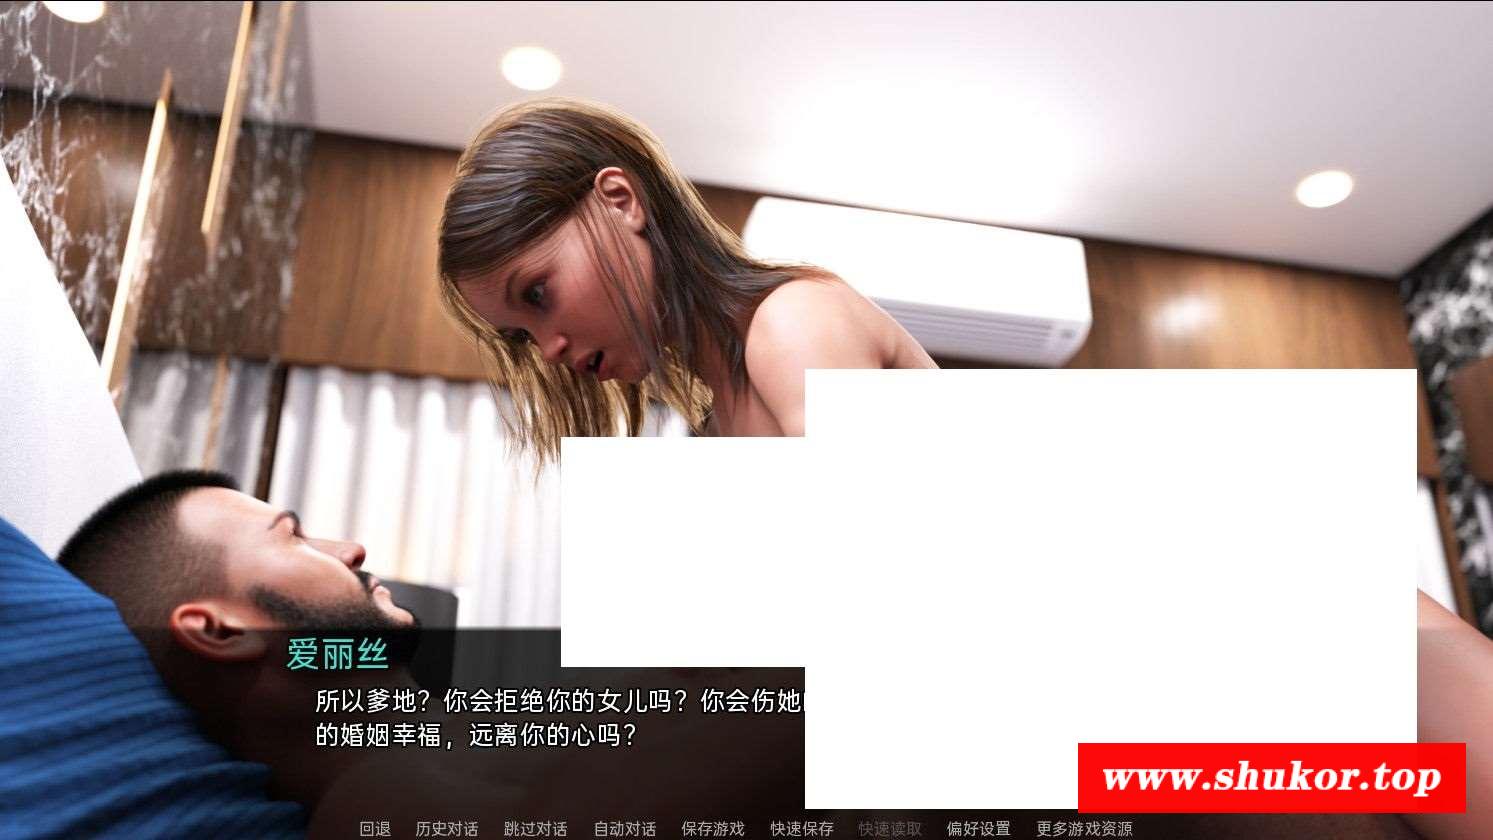 爱丽丝
所以爹地？你会拒绝你的女儿吗？你会伤她
的婚姻幸福，远离你的心吗？
www.shukor.top
回退 历史对话 跳过对话 自动对话 保存游戏 快速保存 快速读取 偏好设置 更多游戏资源